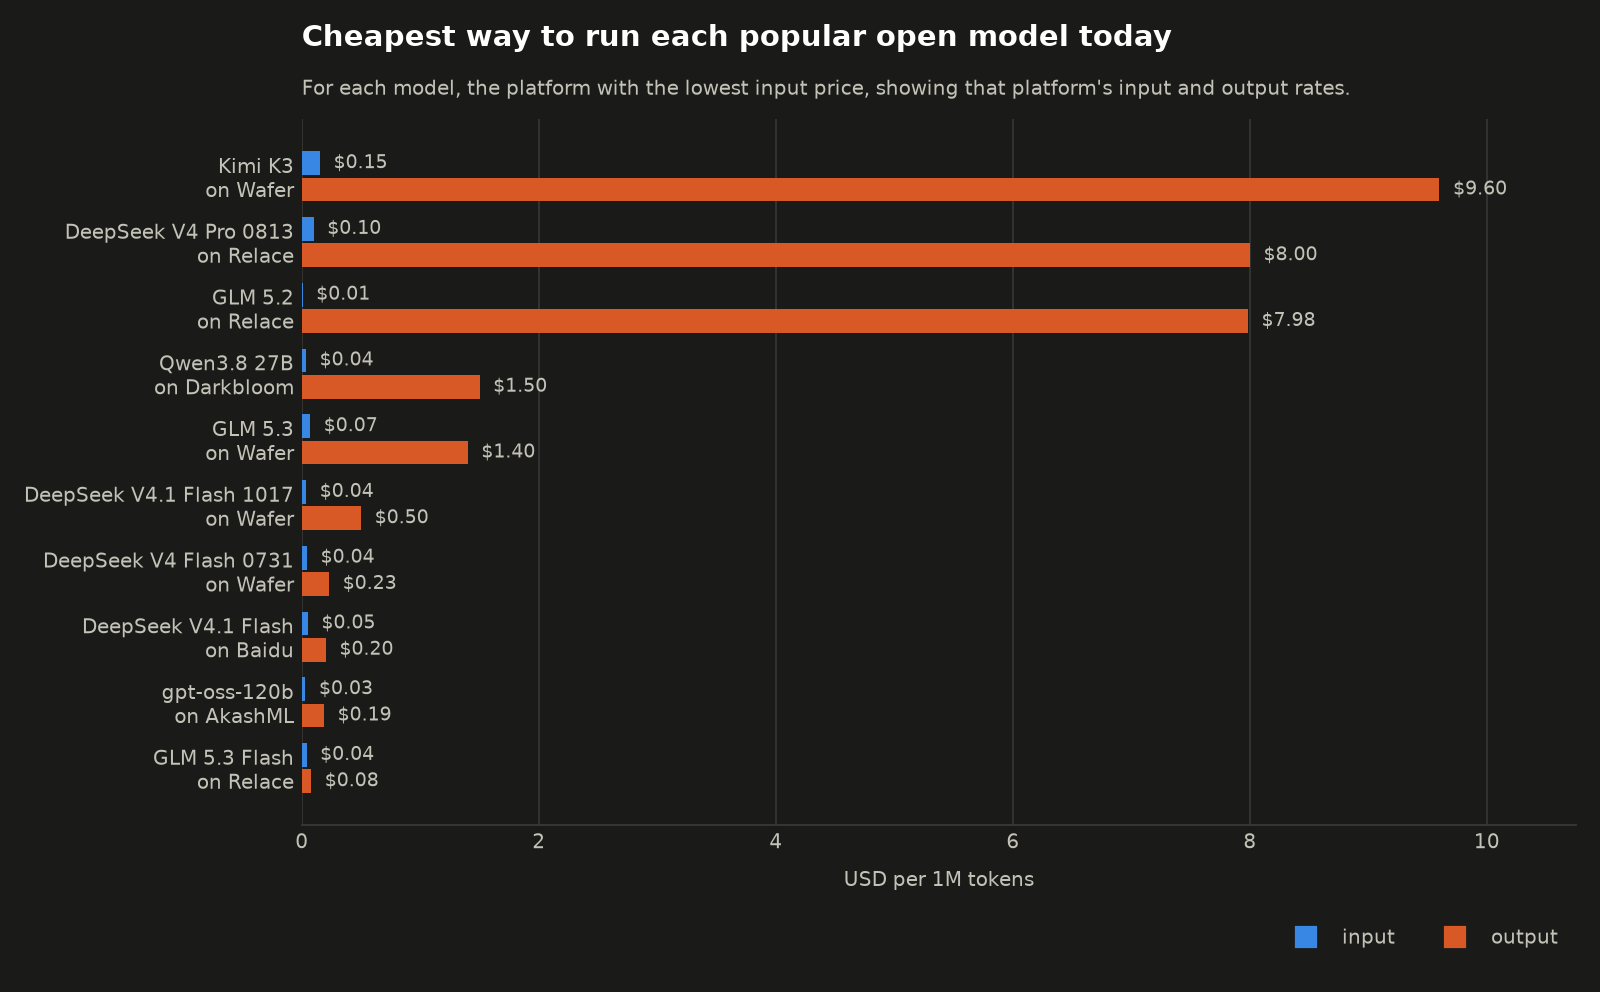 Cheapest way to run each popular open model today
For each model, the platform with the lowest input price, showing that platform's input and output rates.
Kimi K3
on Wafer
$0.15
$9.60
DeepSeek V4 Pro 0813
on Relace
$0.10
$8.00
GLM 5.2
on Relace
$0.01
$7.98
Qwen3.8 27B
on Darkbloom
$0.04
$1.50
GLM 5.3
on Wafer
$0.07
$1.40
DeepSeek V4.1 Flash 1017
on Wafer
$0.04
$0.50
DeepSeek V4 Flash 0731
on Wafer
$0.04
$0.23
DeepSeek V4.1 Flash
on Baidu
$0.05
$0.20
gpt-oss-120b
on AkashML
$0.03
$0.19
GLM 5.3 Flash
on Relace
$0.04
$0.08
0 2 4 6 8 10
USD per 1M tokens
input output